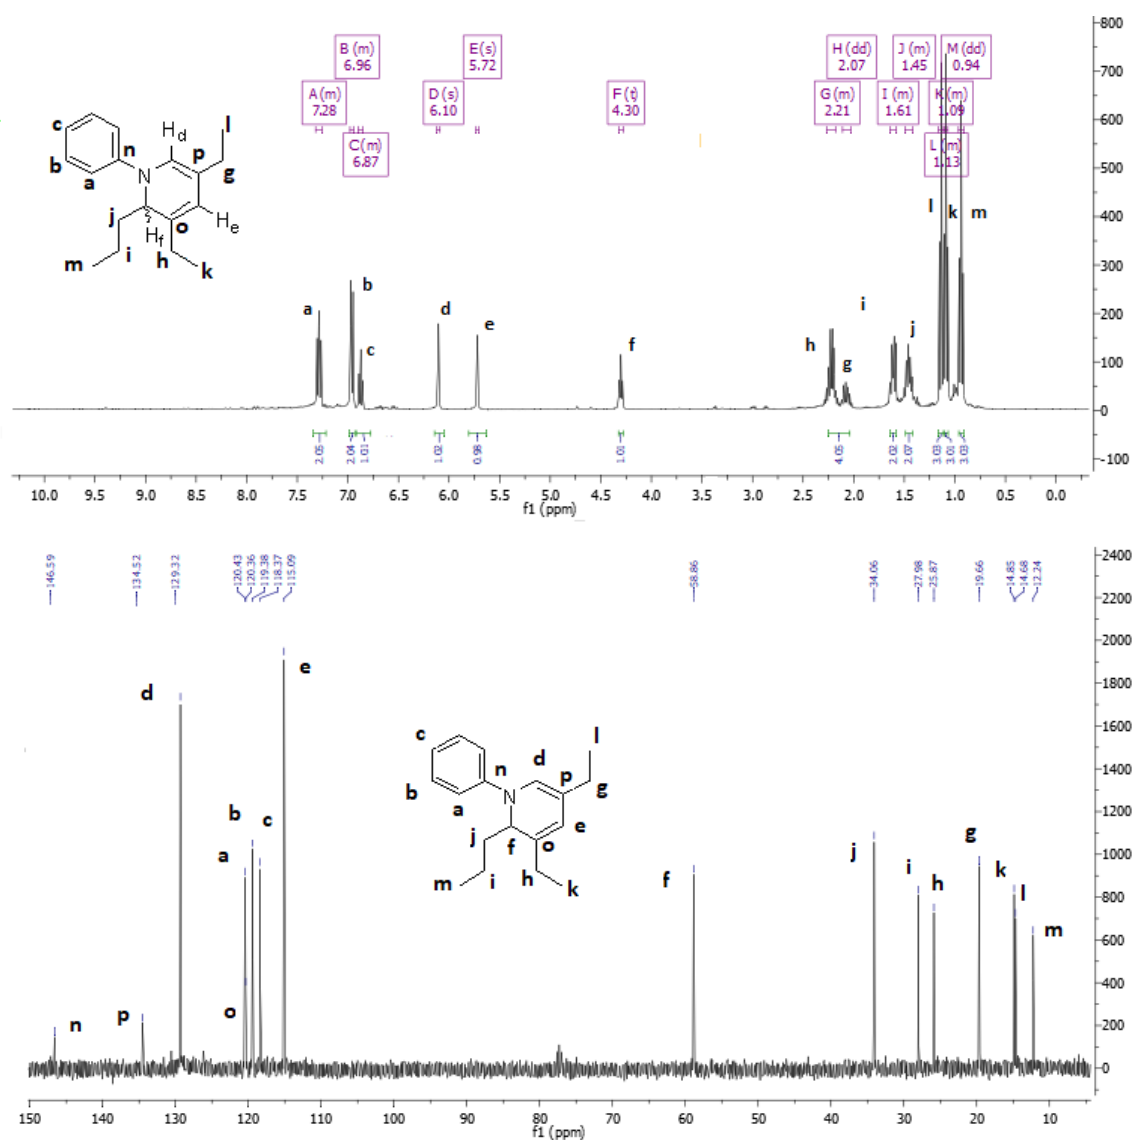 B (m)
6.96
E (s)
5.72
H (dd)
2.07
J (m)
1.45
M (dd)
0.94
A (m)
7.28
D (s)
6.10
F (t)
4.30
G (m)
2.21
I (m)
1.61
K (m)
1.09
C (m)
6.87
L (m)
1.13
H d
l
c
n
p
g
b
a
N
j
o
H e
H f
m
i
h
k
a
b
c
d
e
f
h
g
i
j
l
k
m
800
700
600
500
400
300
200
100
0
-100
2.05
2.04
1.01
1.02
0.98
1.01
4.05
2.02
2.07
3.03
3.01
3.03
10.0 9.5 9.0 8.5 8.0 7.5 7.0 6.5 6.0 5.5 5.0 4.5 4.0 3.5 3.0 2.5 2.0 1.5 1.0 0.5 0.0
f1 (ppm)
146.59
134.52
129.32
120.43
120.36
119.38
118.37
115.09
58.86
34.06
27.98
25.87
19.66
14.85
14.68
12.24
2400
2200
2000
1800
1600
1400
1200
1000
800
600
400
200
0
n
p
d
a
o
b
c
e
f
j
i
h
g
k
l
m
c
n
d
l
p
g
b
a
N
e
j
f
o
m
i
h
k
150 140 130 120 110 100 90 80 70 60 50 40 30 20 10
f1 (ppm)